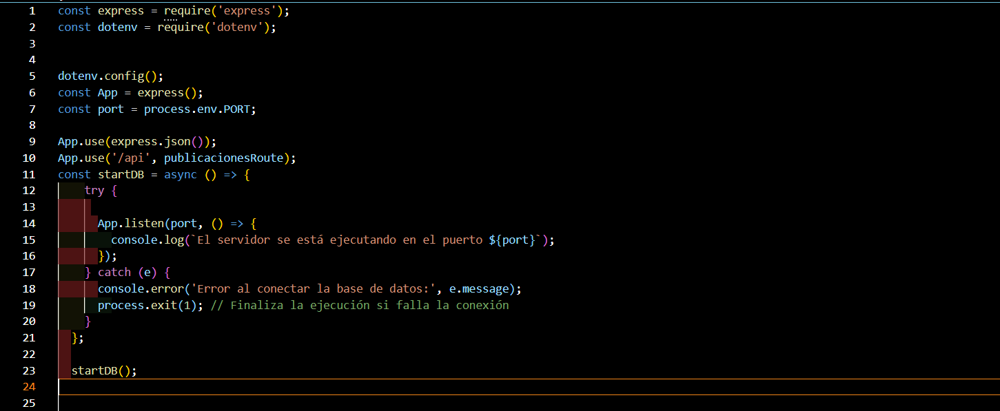 1 const express = require('express');
2 const dotenv = require('dotenv');
3
4
5 dotenv.config();
6 const App = express();
7 const port = process.env.PORT;
8
9 App.use(express.json());
10 App.use('/api', publicacionesRoute);
11 const startDB = async () => {
12 try {
13
14 App.listen(port, () => {
15 console.log(`El servidor se está ejecutando en el puerto ${port}`);
16 });
17 } catch (e) {
18 console.error('Error al conectar la base de datos:', e.message);
19 process.exit(1); // Finaliza la ejecución si falla la conexión
20 }
21 };
22
23 startDB();
24
25